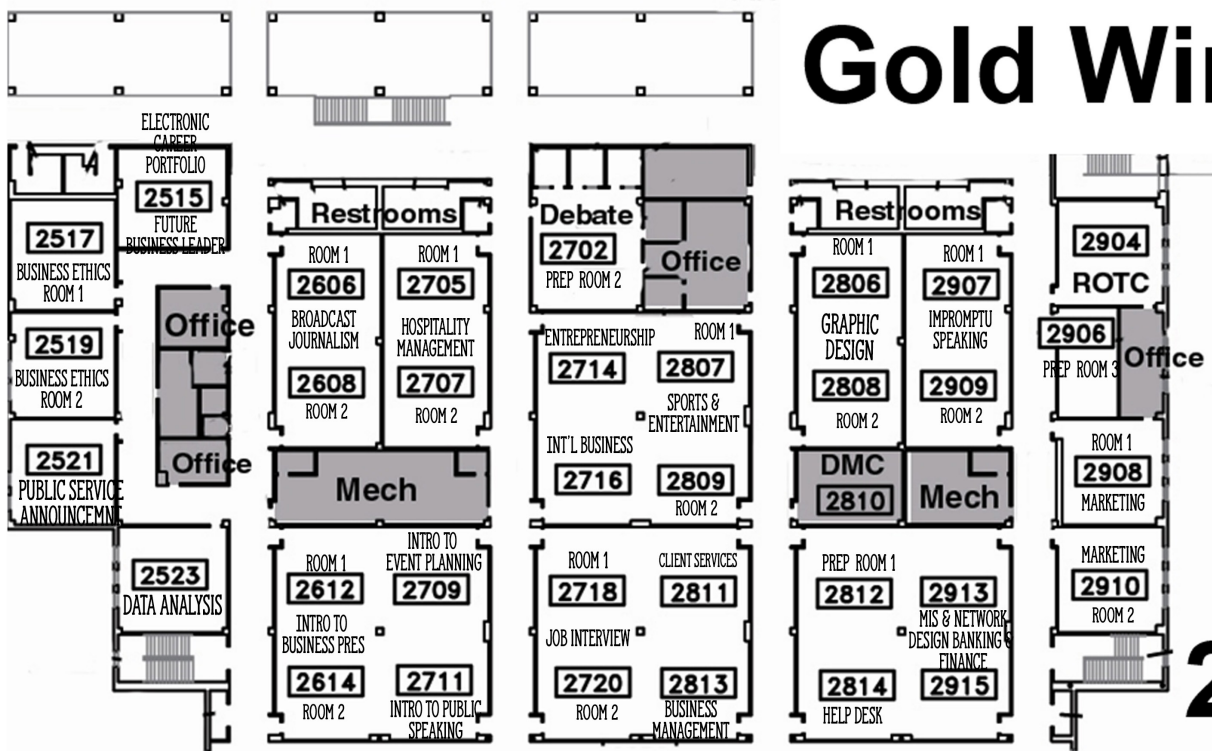 Gold Wi
ELECTRONIC
CAREER
PORTFOLIO
2515
FUTURE
BUSINESS LEADER
2517
BUSINESS ETHICS
ROOM 1
2519
BUSINESS ETHICS
ROOM 2
2521
PUBLIC SERVICE
ANNOUNCEMNE
2523
DATA ANALYSIS
Office
Office
Restrooms
ROOM 1
2606
BROADCAST
JOURNALISM
2608
ROOM 2
ROOM 1
2705
HOSPITALITY
MANAGEMENT
2707
ROOM 2
Mech
ROOM 1
2612
INTRO TO
BUSINESS PRES
2614
ROOM 2
INTRO TO
EVENT PLANNING
2709
2711
INTRO TO PUBLIC
SPEAKING
Debate
2702
PREP ROOM 2
Office
ENTREPRENEURSHIP
2714
INT'L BUSINESS
2716
ROOM 1
2807
SPORTS &
ENTERTAINMENT
2809
ROOM 2
ROOM 1
2718
JOB INTERVIEW
2720
ROOM 2
CLIENT SERVICES
2811
2813
BUSINESS
MANAGEMENT
Restrooms
ROOM 1
2806
GRAPHIC
DESIGN
2808
ROOM 2
ROOM 1
2907
IMPROMPTU
SPEAKING
2909
ROOM 2
DMC
2810
Mech
PREP ROOM 1
2812
2814
HELP DESK
2913
MIS & NETWORK
DESIGN BANKING &
FINANCE
2915
2904
ROTC
2906
PREP ROOM 3
Office
ROOM 1
2908
MARKETING
MARKETING
2910
ROOM 2
2